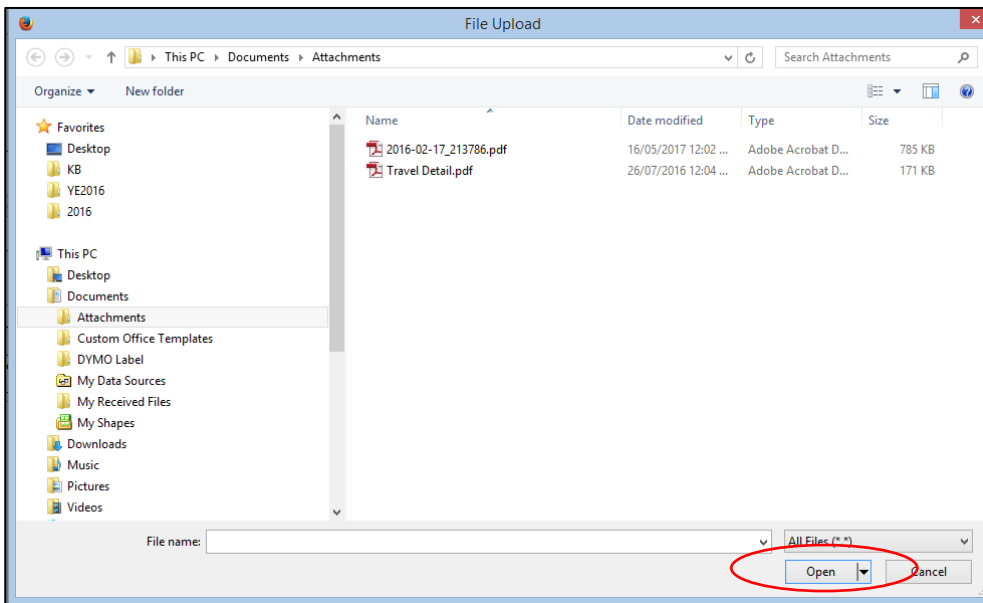 File Upload
This PC Documents Attachments
Search Attachments
Organize New folder
Name Date modified Type Size
Favorites
Desktop
KB
YE2016
2016
This PC
Desktop
Documents
Attachments
Custom Office Templates
DYMO Label
My Data Sources
My Received Files
My Shapes
Downloads
Music
Pictures
Videos
2016-02-17_213786.pdf 16/05/2017 12:02 ... Adobe Acrobat D... 785 KB
Travel Detail.pdf 26/07/2016 12:04 ... Adobe Acrobat D... 171 KB
File name:
All Files (*.*)
Open Cancel